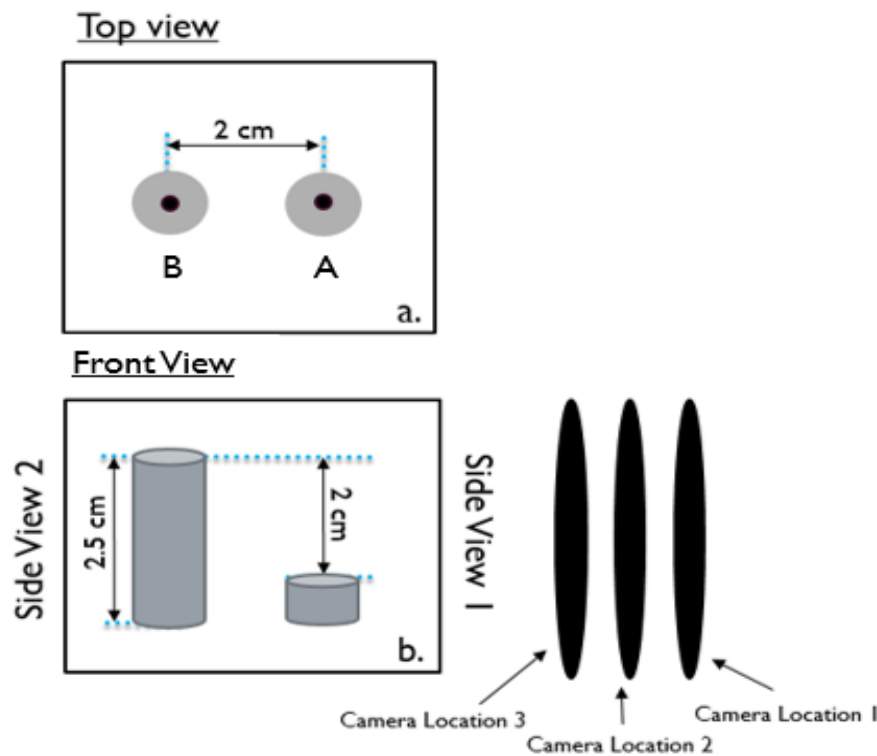 Top view
2 cm
B
A
a.
Front View
Side View 2
2.5 cm
2 cm
b.
Side View 1
Camera Location 3
Camera Location 2
Camera Location 1